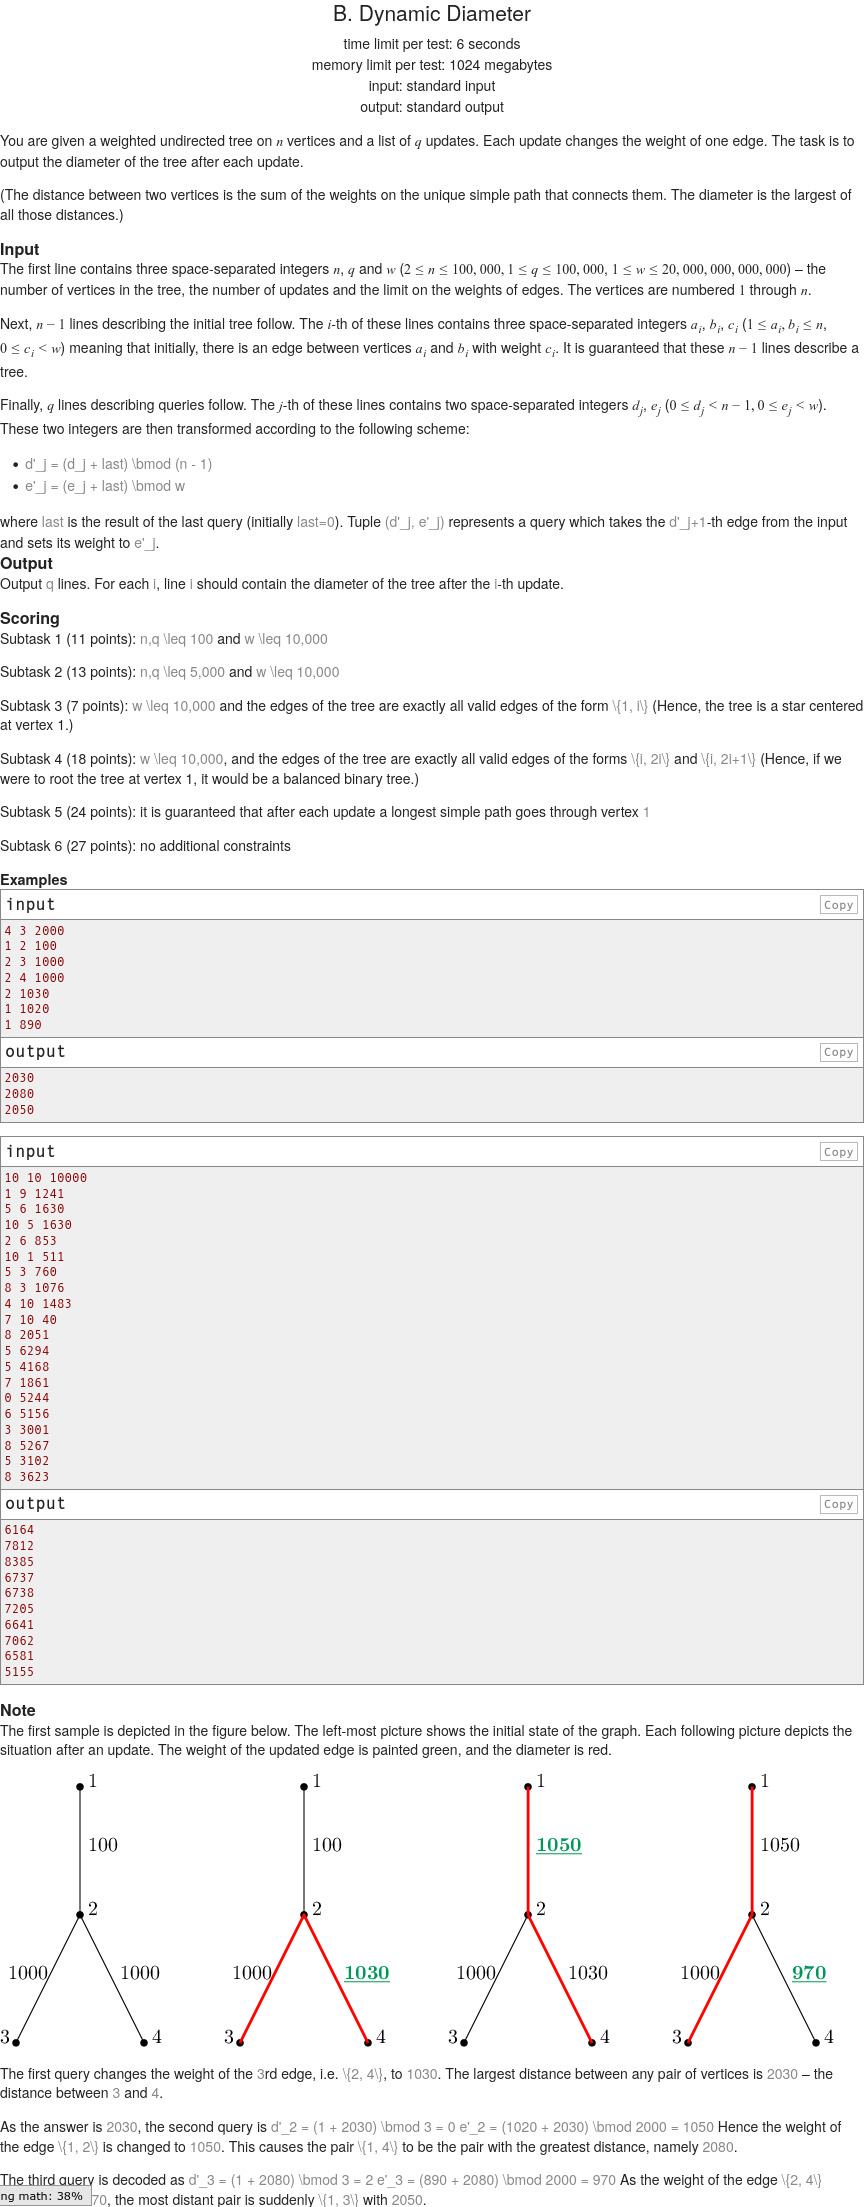 B. Dynamic Diameter
time limit per test: 6 seconds
memory limit per test: 1024 megabytes
input: standard input
output: standard output
You are given a weighted undirected tree on n vertices and a list of q updates. Each update changes the weight of one edge. The task is to
output the diameter of the tree after each update.
(The distance between two vertices is the sum of the weights on the unique simple path that connects them. The diameter is the largest of
all those distances.)
Input
The first line contains three space-separated integers n, q and w (2 ≤ n ≤ 100, 000, 1 ≤ q ≤ 100, 000, 1 ≤ w ≤ 20, 000, 000, 000, 000) – the
number of vertices in the tree, the number of updates and the limit on the weights of edges. The vertices are numbered 1 through n.
Next, n − 1 lines describing the initial tree follow. The i-th of these lines contains three space-separated integers a_i, b_i, c_i (1 ≤ a_i, b_i ≤ n,
0 ≤ c_i < w) meaning that initially, there is an edge between vertices a_i and b_i with weight c_i. It is guaranteed that these n − 1 lines describe a
tree.
Finally, q lines describing queries follow. The j-th of these lines contains two space-separated integers d_j, e_j (0 ≤ d_j < n − 1, 0 ≤ e_j < w).
These two integers are then transformed according to the following scheme:
• d'_j = (d_j + last) \bmod (n - 1)
• e'_j = (e_j + last) \bmod w
where last is the result of the last query (initially last=0). Tuple (d'_j, e'_j) represents a query which takes the d'_j+1-th edge from the input
and sets its weight to e'_j.
Output
Output q lines. For each i, line i should contain the diameter of the tree after the i-th update.
Scoring
Subtask 1 (11 points): n,q \leq 100 and w \leq 10,000
Subtask 2 (13 points): n,q \leq 5,000 and w \leq 10,000
Subtask 3 (7 points): w \leq 10,000 and the edges of the tree are exactly all valid edges of the form \{1, i\} (Hence, the tree is a star centered
at vertex 1.)
Subtask 4 (18 points): w \leq 10,000, and the edges of the tree are exactly all valid edges of the forms \{i, 2i\} and \{i, 2i+1\} (Hence, if we
were to root the tree at vertex 1, it would be a balanced binary tree.)
Subtask 5 (24 points): it is guaranteed that after each update a longest simple path goes through vertex 1
Subtask 6 (27 points): no additional constraints
Examples
input Copy
4 3 2000
1 2 100
2 3 1000
2 4 1000
2 1030
1 1020
1 890
output Copy
2030
2080
2050
input Copy
10 10 10000
1 9 1241
5 6 1630
10 5 1630
2 6 853
10 1 511
5 3 760
8 3 1076
4 10 1483
7 10 40
8 2051
5 6294
5 4168
7 1861
0 5244
6 5156
3 3001
8 5267
5 3102
8 3623
output Copy
6164
7812
8385
6737
6738
7205
6641
7062
6581
5155
Note
The first sample is depicted in the figure below. The left-most picture shows the initial state of the graph. Each following picture depicts the
situation after an update. The weight of the updated edge is painted green, and the diameter is red.
1 1 1 1
100 100 1050 1050
2 2 2 2
1000 1000 1000 1030 1000 1030 1000 970
3 4 3 4 3 4 3 4
The first query changes the weight of the 3rd edge, i.e. \{2, 4\}, to 1030. The largest distance between any pair of vertices is 2030 – the
distance between 3 and 4.
As the answer is 2030, the second query is d'_2 = (1 + 2030) \bmod 3 = 0 e'_2 = (1020 + 2030) \bmod 2000 = 1050 Hence the weight of
the edge \{1, 2\} is changed to 1050. This causes the pair \{1, 4\} to be the pair with the greatest distance, namely 2080.
The third query is decoded as d'_3 = (1 + 2080) \bmod 3 = 2 e'_3 = (890 + 2080) \bmod 2000 = 970 As the weight of the edge \{2, 4\}
ng math: 38% 70, the most distant pair is suddenly \{1, 3\} with 2050.